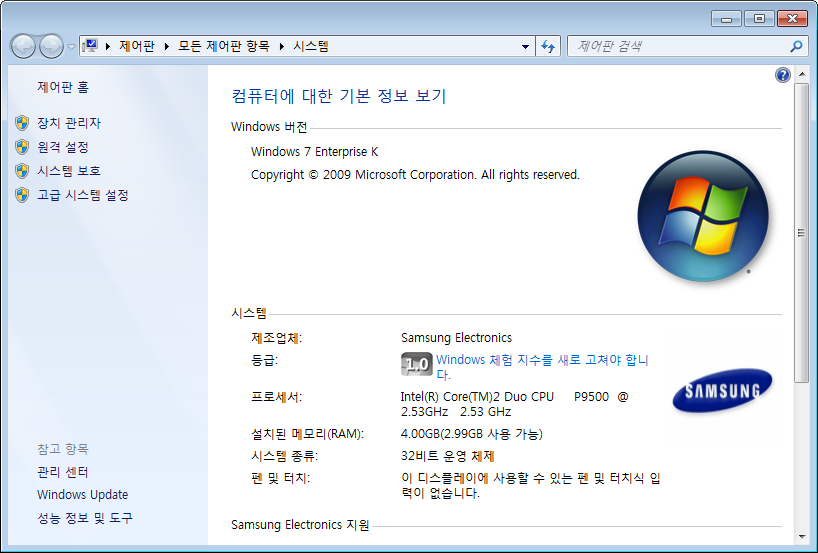 제어판 ▸ 모든 제어판 항목 ▸ 시스템
제어판 검색
제어판 홈
장치 관리자
원격 설정
시스템 보호
고급 시스템 설정
참고 항목
관리 센터
Windows Update
성능 정보 및 도구
컴퓨터에 대한 기본 정보 보기
Windows 버전
Windows 7 Enterprise K
Copyright © 2009 Microsoft Corporation. All rights reserved.
시스템
제조업체: Samsung Electronics
등급: 1.0 Windows 체험 지수를 새로 고쳐야 합니
다.
프로세서: Intel(R) Core(TM)2 Duo CPU P9500 @
2.53GHz 2.53 GHz
설치된 메모리(RAM): 4.00GB(2.99GB 사용 가능)
시스템 종류: 32비트 운영 체제
펜 및 터치: 이 디스플레이에 사용할 수 있는 펜 및 터치식 입
력이 없습니다.
SAMSUNG
Samsung Electronics 지원